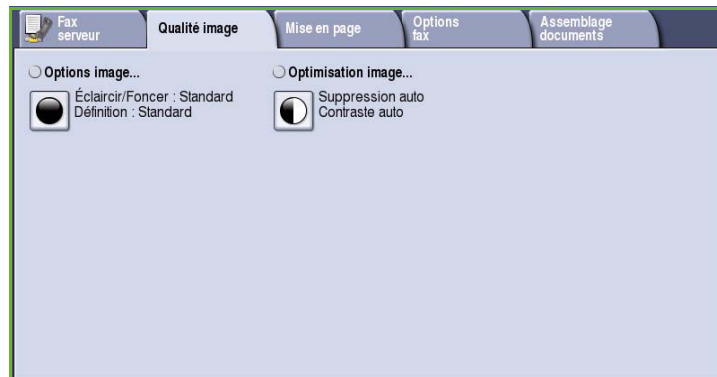 Fax
serveur
Qualité image
Mise en page
Options
fax
Assemblage
documents
Options image...
Éclaircir/Foncer : Standard
Définition : Standard
Optimisation image...
Suppression auto
Contraste auto